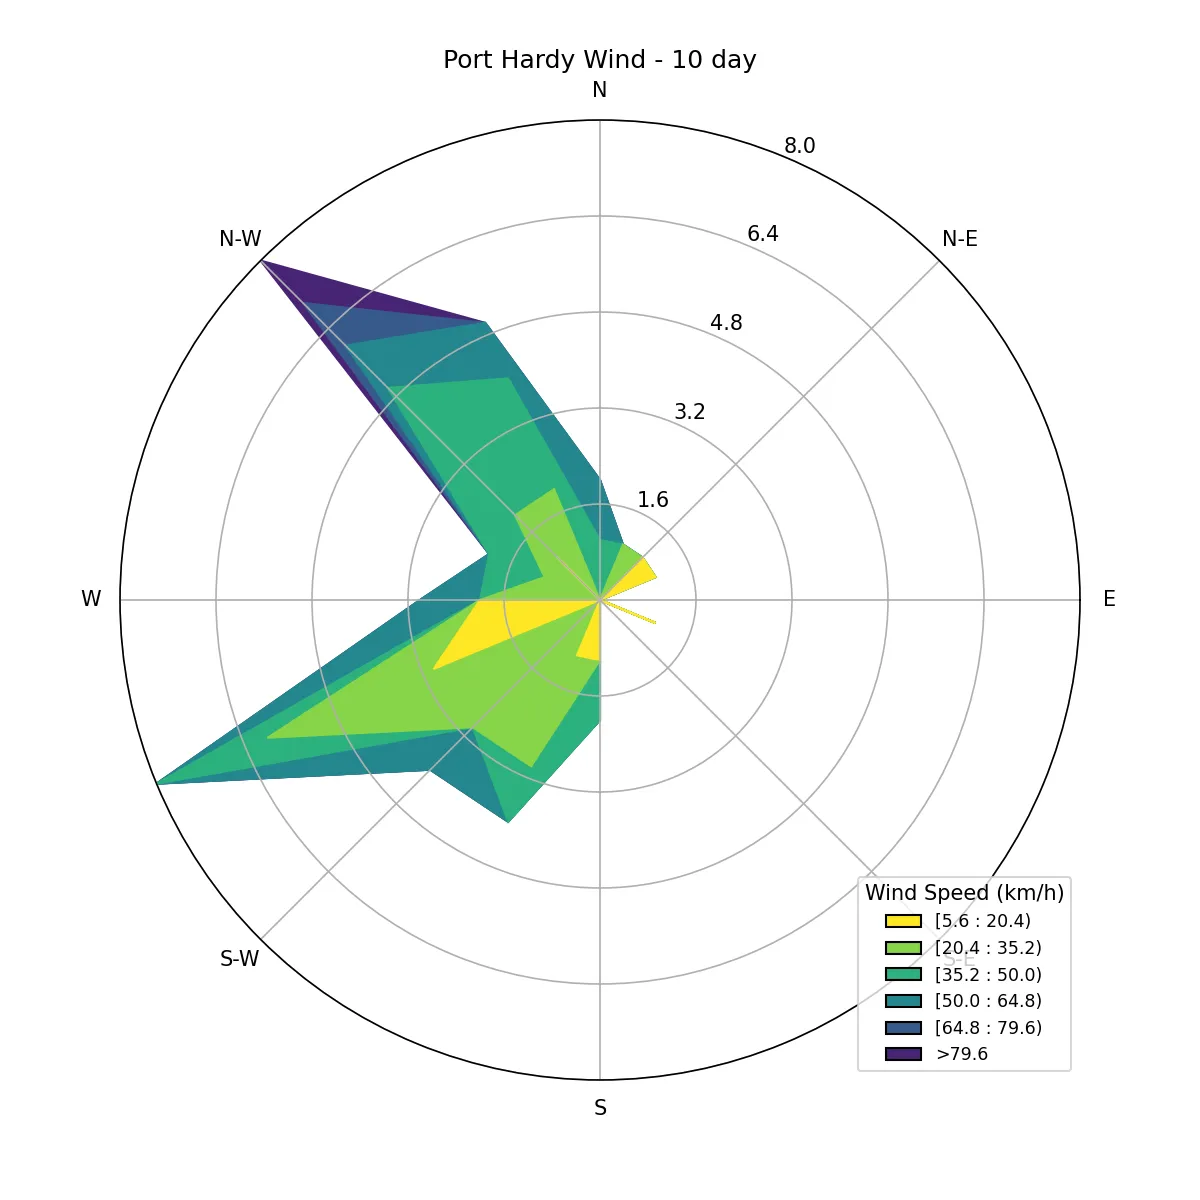 Port Hardy Wind - 10 day
N
8.0
N-W
N-E
6.4
4.8
3.2
1.6
W
E
S-W
S-E
S
Wind Speed (km/h)
[5.6 : 20.4)
[20.4 : 35.2)
[35.2 : 50.0)
[50.0 : 64.8)
[64.8 : 79.6)
>79.6